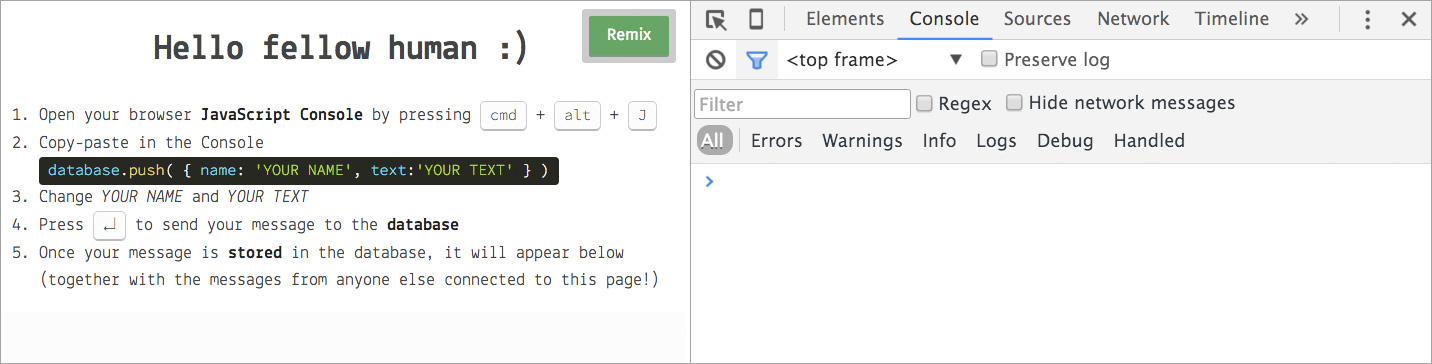 Hello fellow human :)
Remix
1. Open your browser JavaScript Console by pressing cmd + alt + J
2. Copy-paste in the Console
database.push( { name: 'YOUR NAME', text:'YOUR TEXT' } )
3. Change YOUR NAME and YOUR TEXT
4. Press ↵ to send your message to the database
5. Once your message is stored in the database, it will appear below
(together with the messages from anyone else connected to this page!)
Elements Console Sources Network Timeline
<top frame> Preserve log
Filter Regex Hide network messages
All Errors Warnings Info Logs Debug Handled